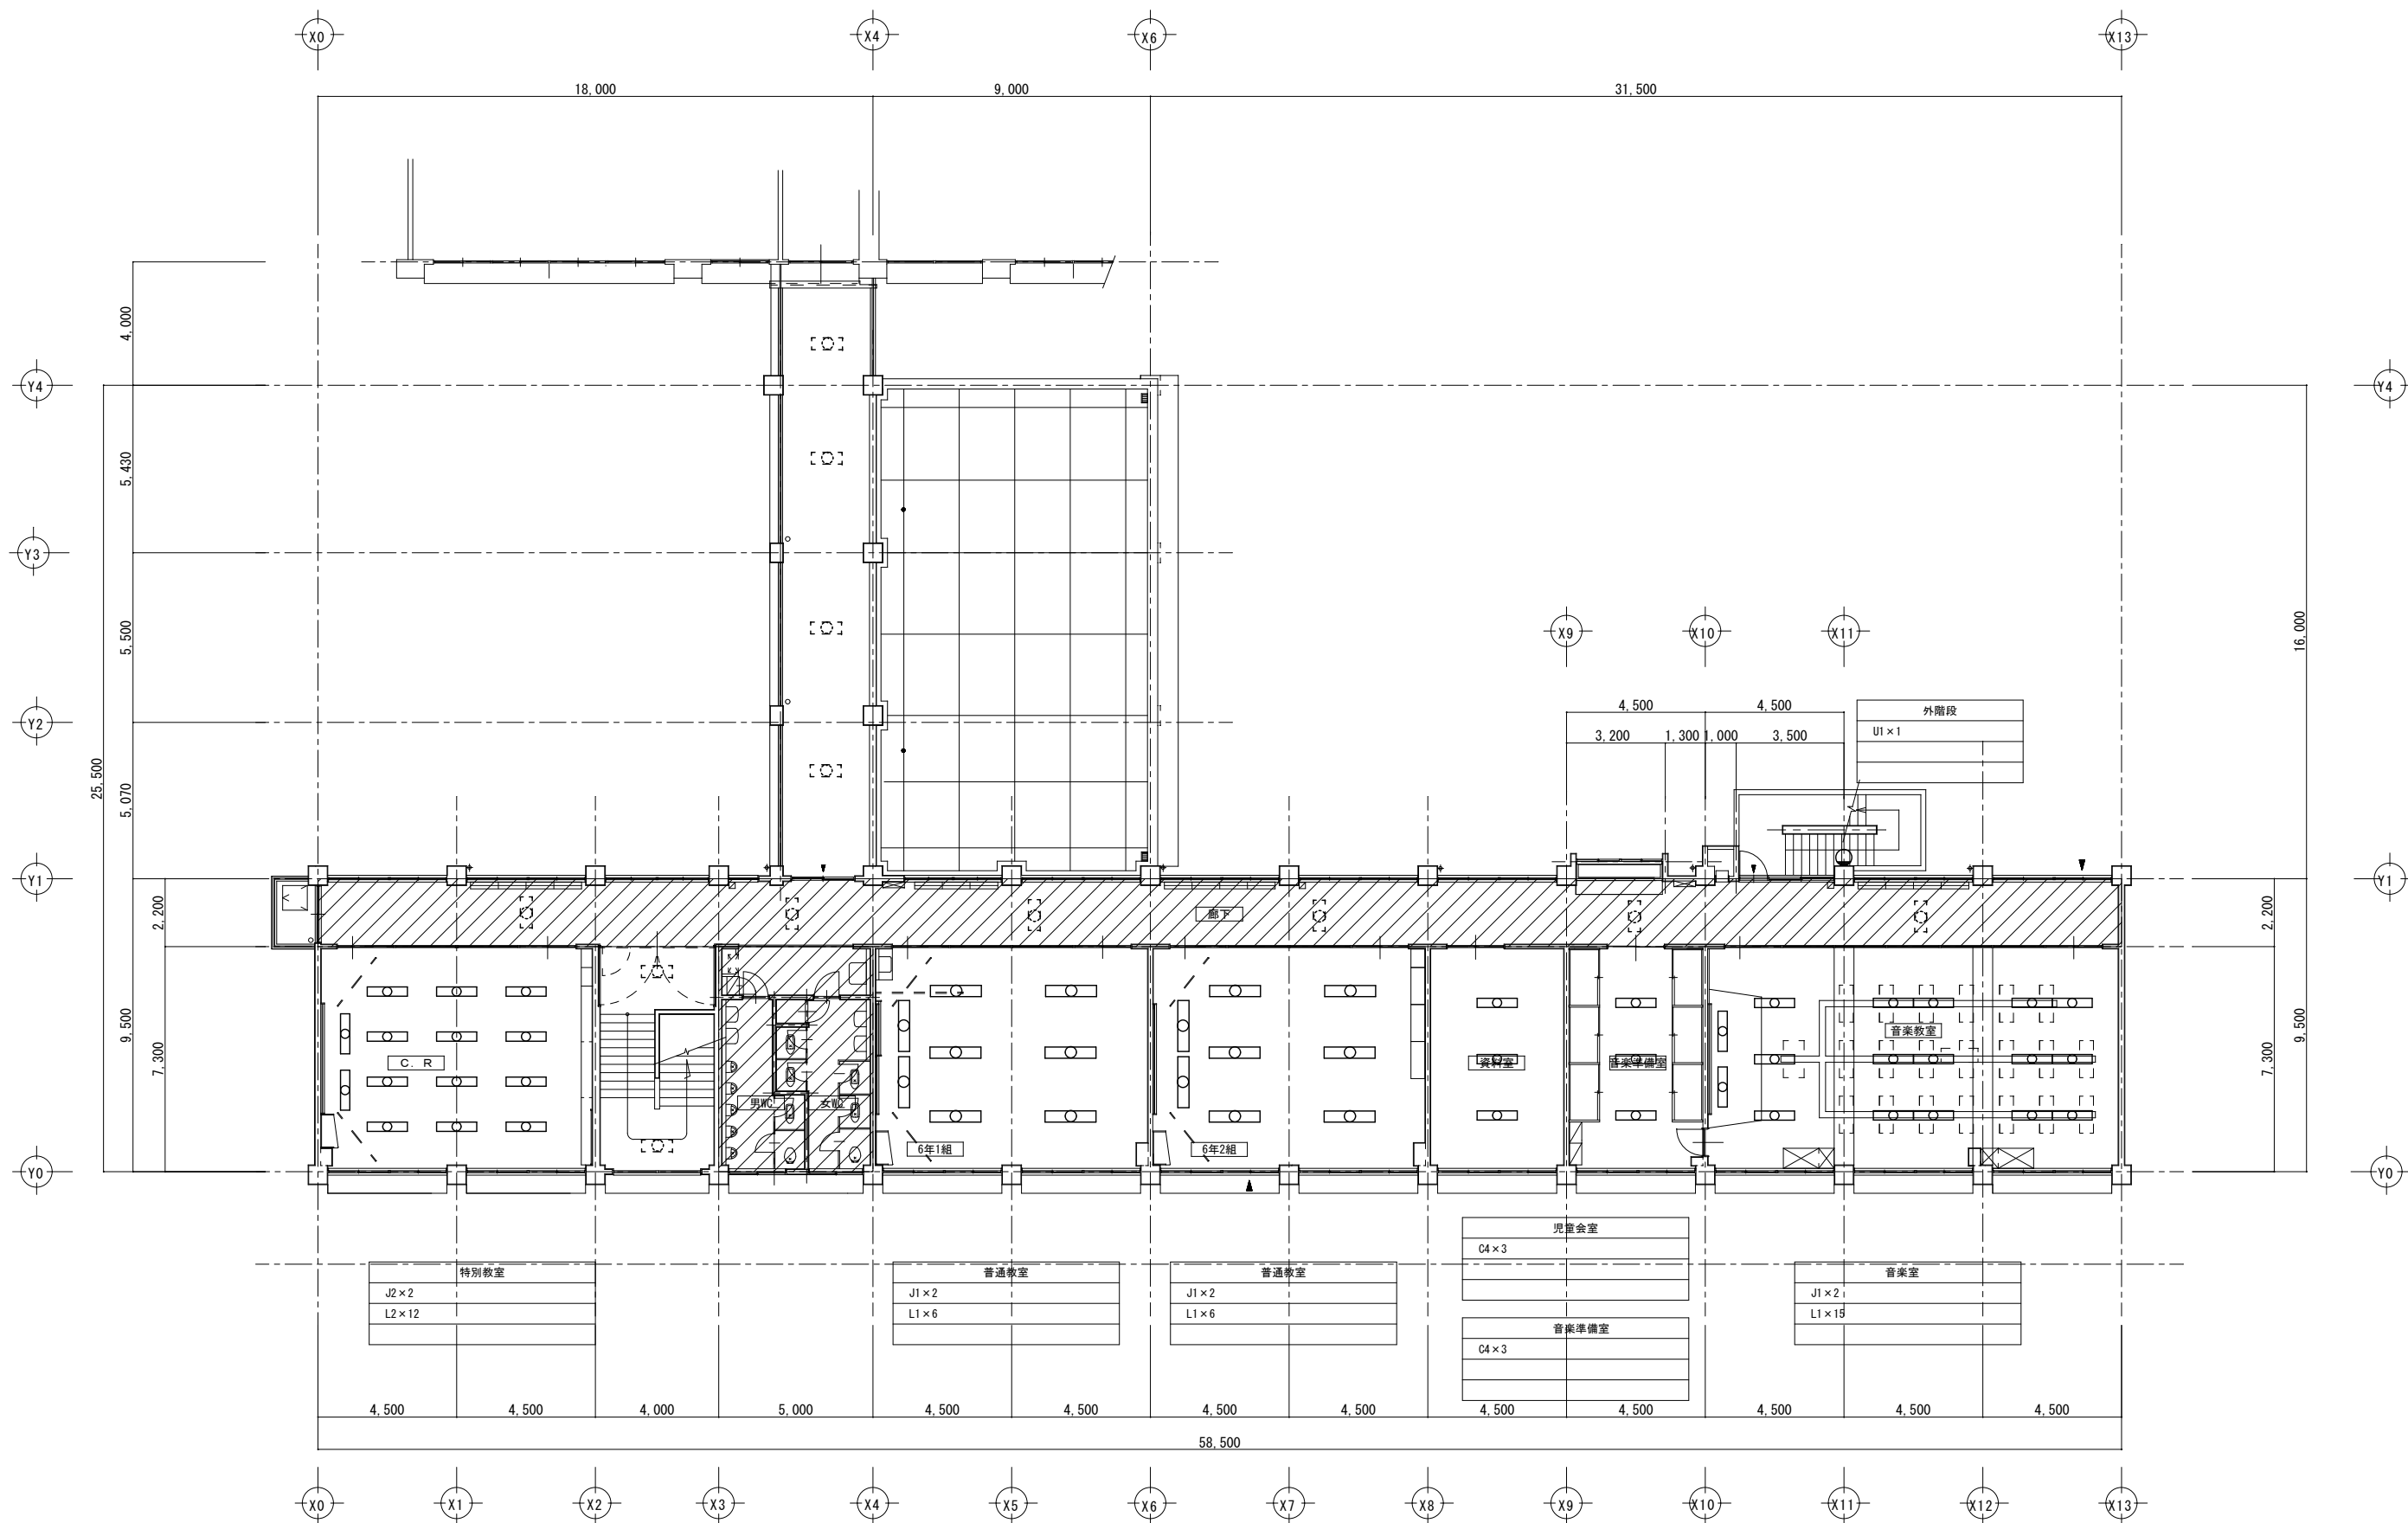 X0
X4
X6
X13
18,000
9,000
31,500
4,000
Y4
Y4
5,430
Y3
5,500
X9
X10
X11
16,000
4,500
4,500
外階段
Y2
U1×1
3,200
1,300
1,000
3,500
25,500
5,070
Y1
Y1
2,200
廊下
2,200
9,500
7,300
C.R
男WC
女WC
6年1組
6年2組
資料室
音楽準備室
音楽教室
7,300
9,500
Y0
Y0
児童会室
C4×3
特別教室
J2×2
L2×12
普通教室
J1×2
L1×6
普通教室
J1×2
L1×6
音楽準備室
C4×3
音楽室
J1×2
L1×15
4,500
4,500
4,000
5,000
4,500
4,500
4,500
4,500
4,500
4,500
4,500
4,500
4,500
58,500
X0
X1
X2
X3
X4
X5
X6
X7
X8
X9
X10
X11
X12
X13